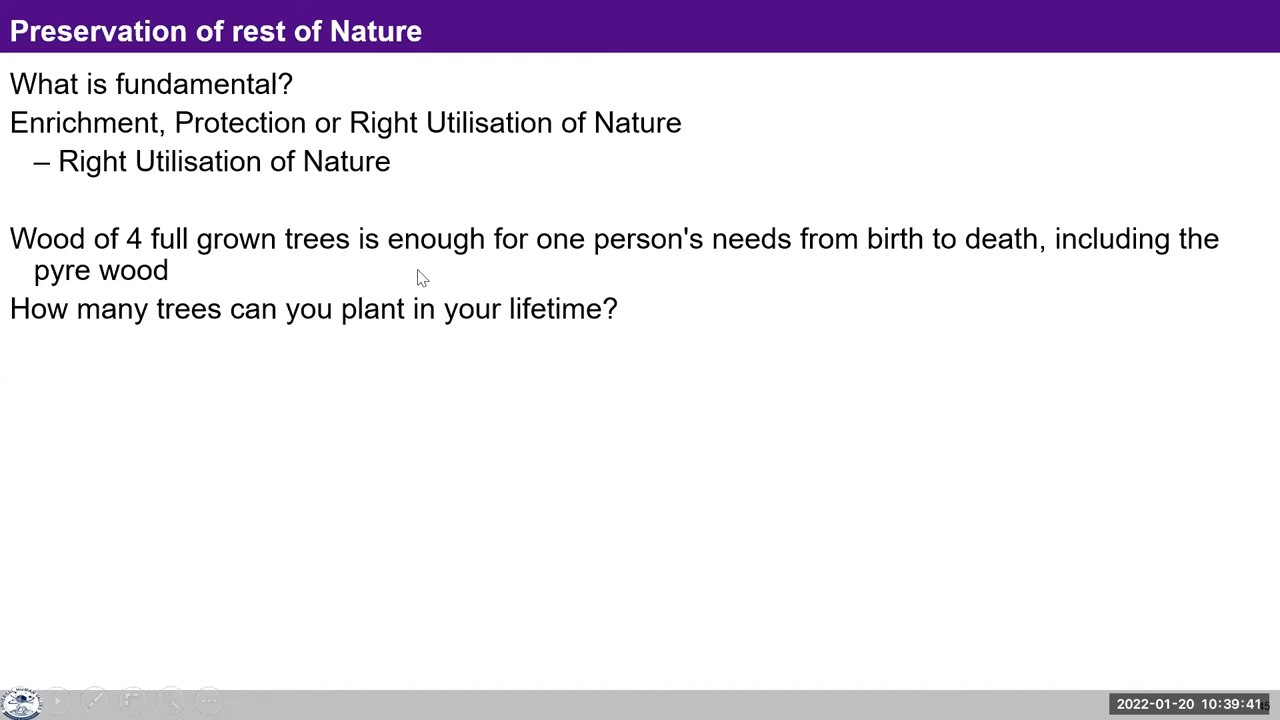 Preservation of rest of Nature
What is fundamental?
Enrichment, Protection or Right Utilisation of Nature
– Right Utilisation of Nature
Wood of 4 full grown trees is enough for one person's needs from birth to death, including the
pyre wood
How many trees can you plant in your lifetime?
2022-01-20 10:39:41